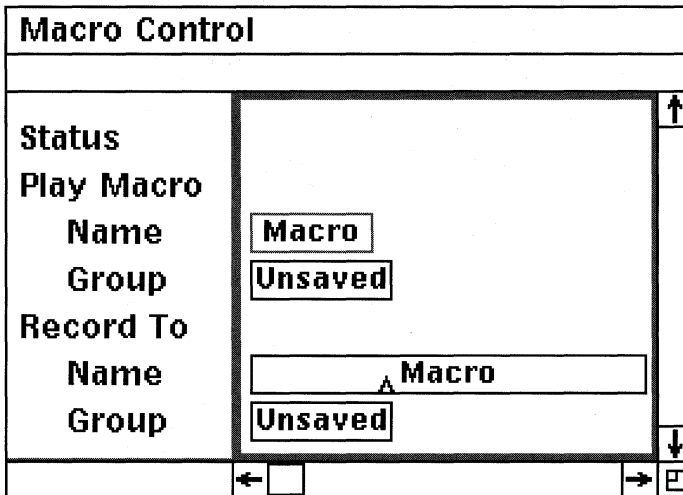 Macro Control
Status
Play Macro
Name Macro
Group Unsaved
Record To
Name Macro
Group Unsaved